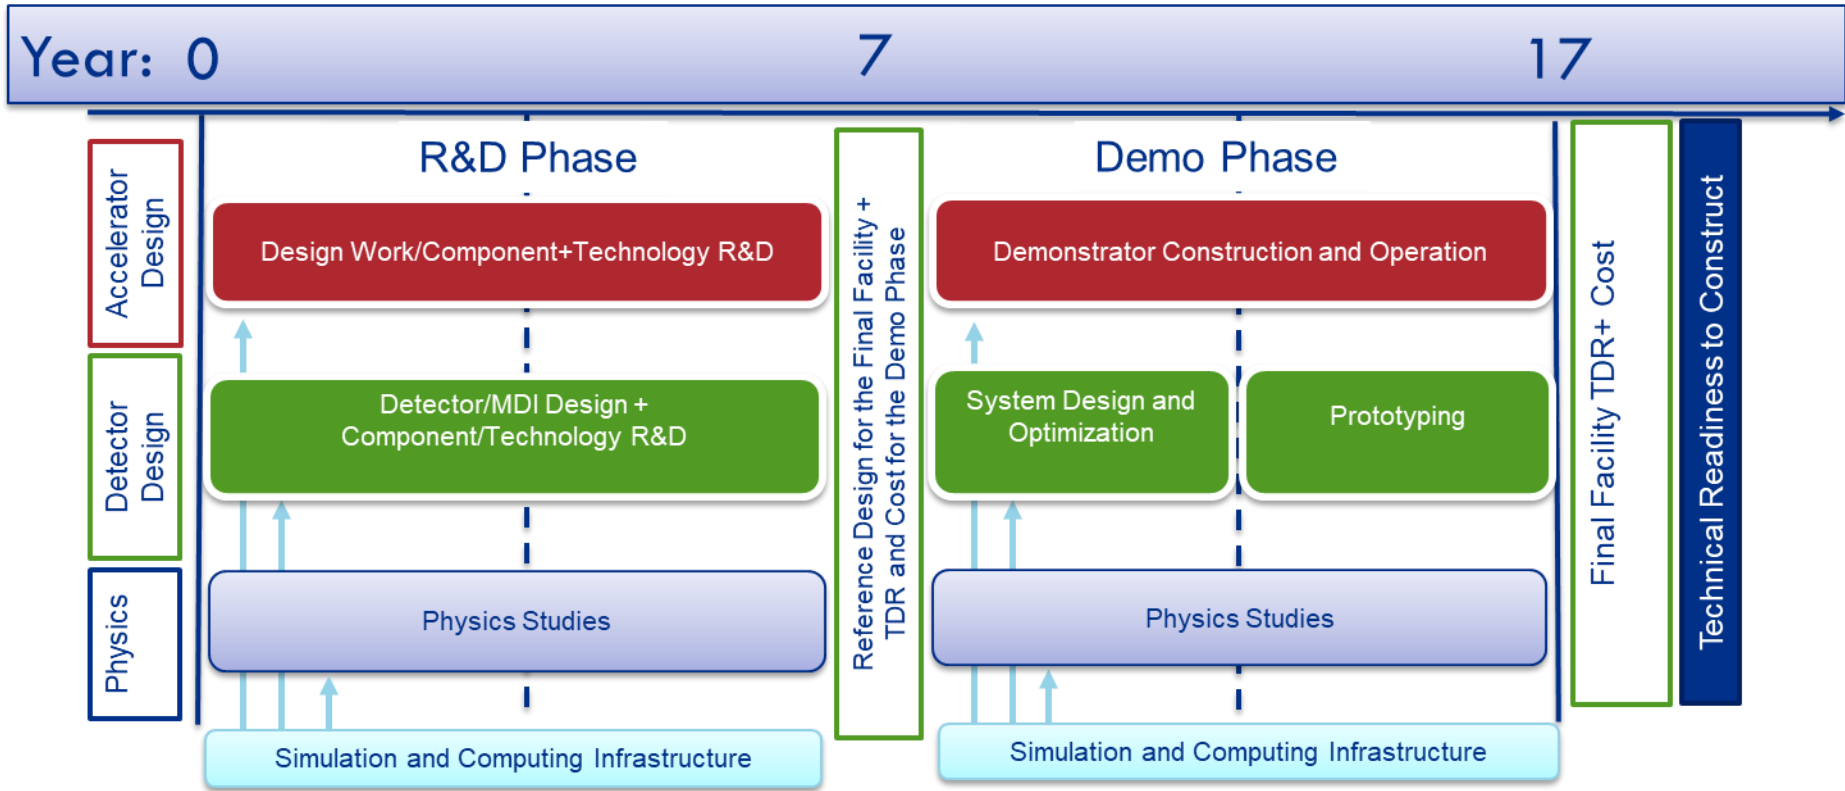 Year: 0 7 17
R&D Phase
Demo Phase
Accelerator
Design
Design Work/Component+Technology R&D
Demonstrator Construction and Operation
Detector
Design
Detector/MDI Design +
Component/Technology R&D
System Design and
Optimization
Prototyping
Physics
Physics Studies
Physics Studies
Simulation and Computing Infrastructure
Simulation and Computing Infrastructure
Reference Design for the Final Facility +
TDR and Cost for the Demo Phase
Final Facility TDR+ Cost
Technical Readiness to Construct